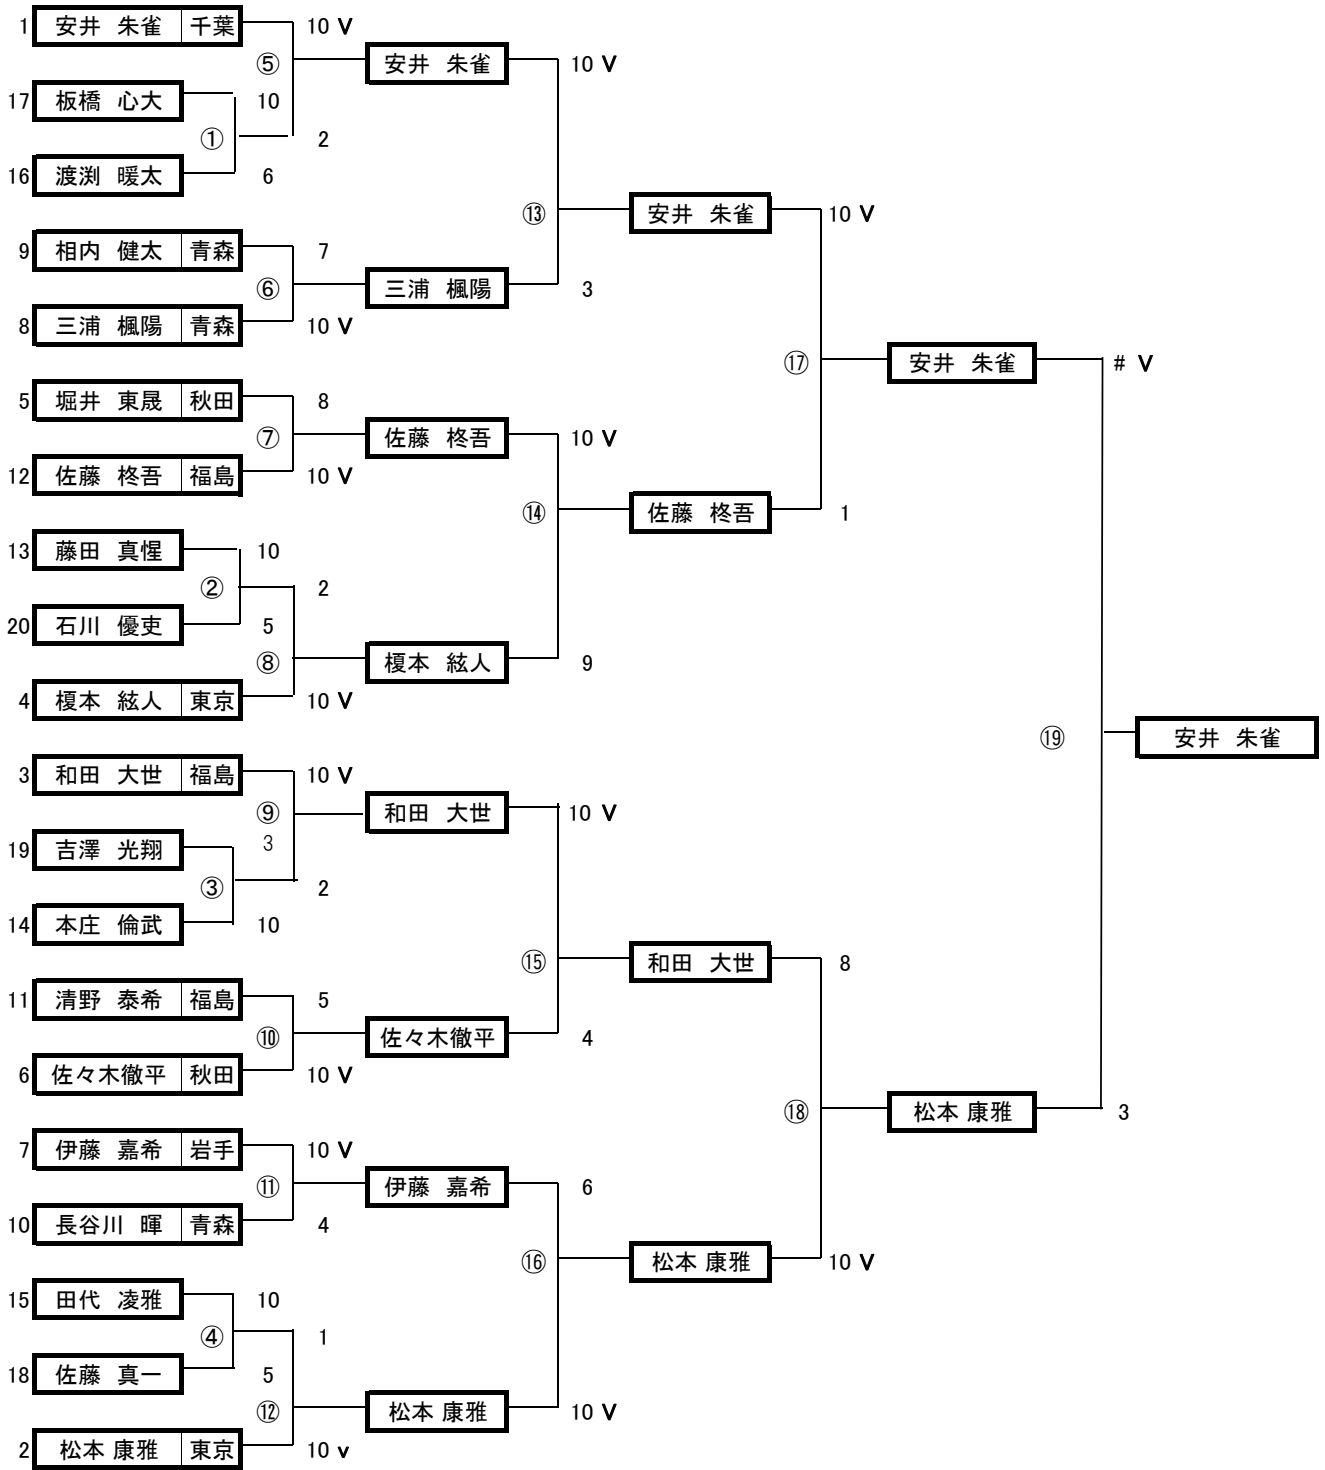 1 安井 朱雀 千葉 10 V
⑤ 安井 朱雀 10 V
17 板橋 心大 10
① 2
16 渡渕 暖太 6
⑬ 安井 朱雀 10 V
9 相内 健太 青森 7
⑥ 三浦 楓陽 3
8 三浦 楓陽 青森 10 V
⑰ 安井 朱雀 # V
5 堀井 東晟 秋田 8
⑦ 佐藤 柊吾 10 V
12 佐藤 柊吾 福島 10 V
⑭ 佐藤 柊吾 1
13 藤田 真惺 10
② 2
20 石川 優吏 5
⑧ 榎本 絃人 9
4 榎本 絃人 東京 10 V
⑲ 安井 朱雀
3 和田 大世 福島 10 V
⑨ 和田 大世 10 V
19 吉澤 光翔 3
③ 2
14 本庄 倫武 10
⑮ 和田 大世 8
11 清野 泰希 福島 5
⑩ 佐々木徹平 4
6 佐々木徹平 秋田 10 V
⑱ 松本 康雅 3
7 伊藤 嘉希 岩手 10 V
⑪ 伊藤 嘉希 6
10 長谷川 暉 青森 4
⑯ 松本 康雅 10 V
15 田代 凌雅 10
④ 1
18 佐藤 真一 5
⑫ 松本 康雅 10 V
2 松本 康雅 東京 10 v